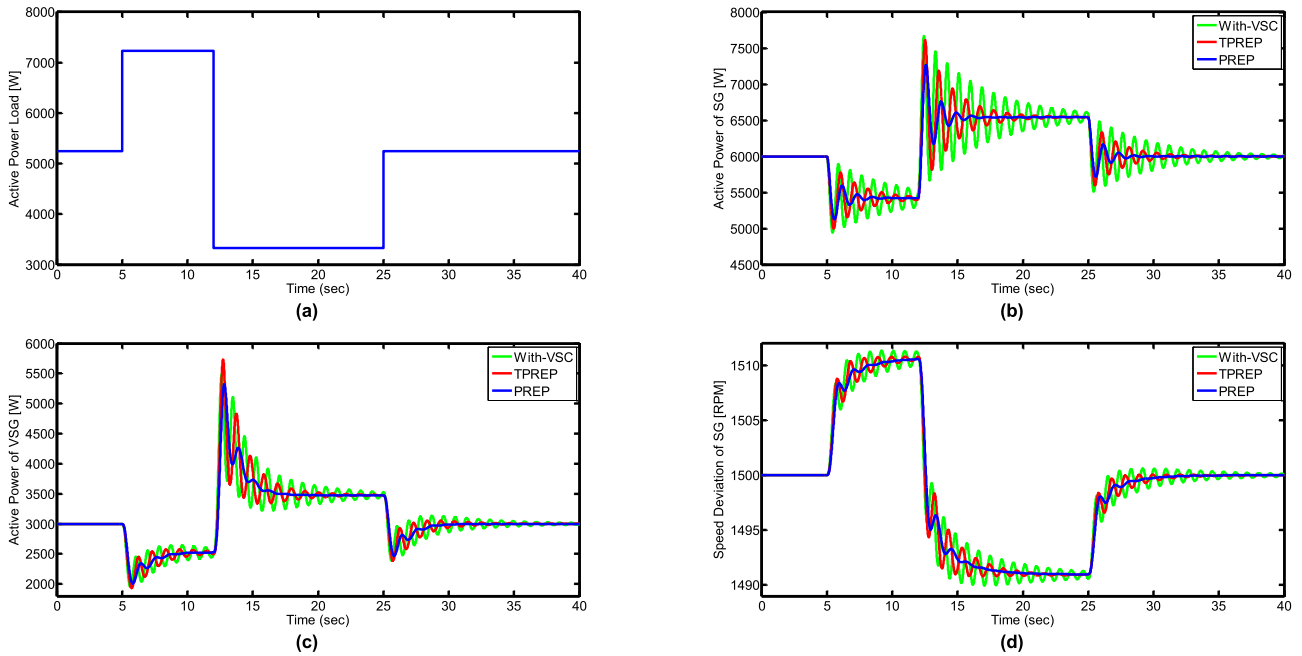 Active Power Load [W]
8000
7000
6000
5000
4000
3000
0 5 10 15 20 25 30 35 40
Time (sec)
(a)
Active Power of SG [W]
8000
7500
7000
6500
6000
5500
5000
4500
With-VSC
TPREP
PREP
0 5 10 15 20 25 30 35 40
Time (sec)
(b)
Active Power of VSG [W]
6000
5500
5000
4500
4000
3500
3000
2500
2000
With-VSC
TPREP
PREP
0 5 10 15 20 25 30 35 40
Time (sec)
(c)
Speed Deviation of SG [RPM]
1510
1505
1500
1495
1490
With-VSC
TPREP
PREP
0 5 10 15 20 25 30 35 40
Time (sec)
(d)